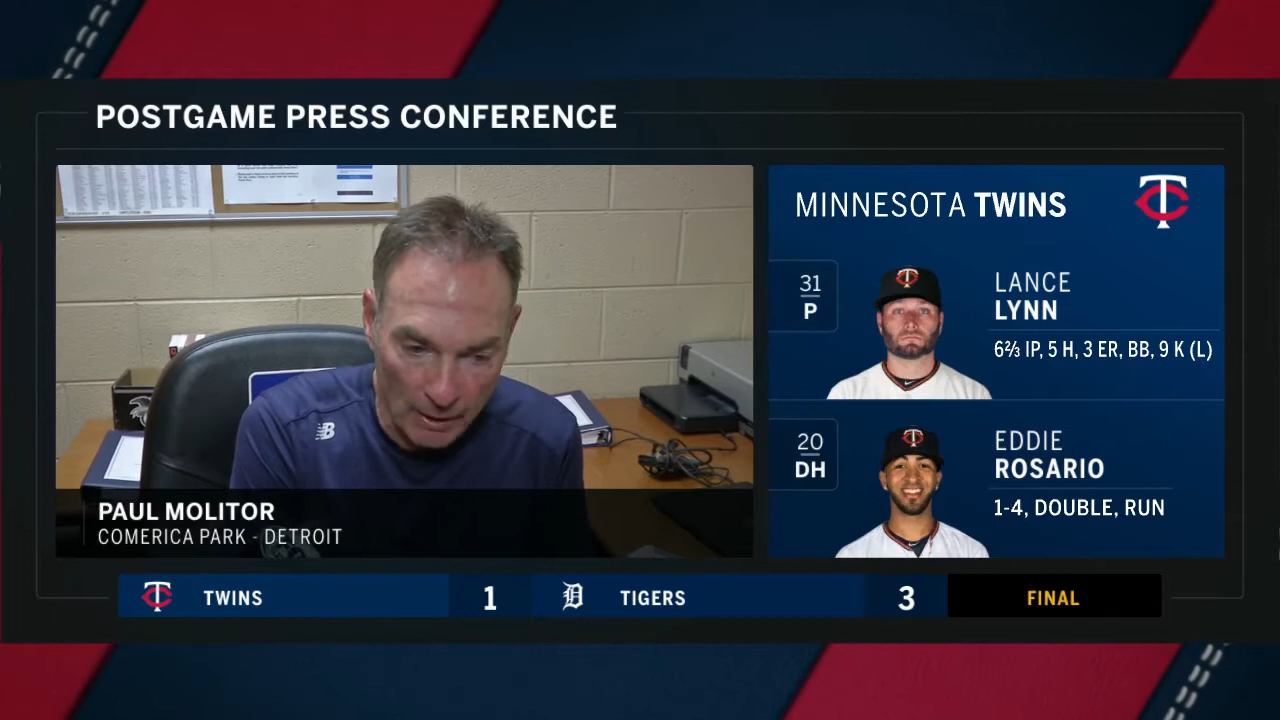 POSTGAME PRESS CONFERENCE
MINNESOTA TWINS
31
P
LANCE
LYNN
6⅔ IP, 5 H, 3 ER, BB, 9 K (L)
20
DH
EDDIE
ROSARIO
1-4, DOUBLE, RUN
PAUL MOLITOR
COMERICA PARK - DETROIT
TWINS 1 TIGERS 3 FINAL